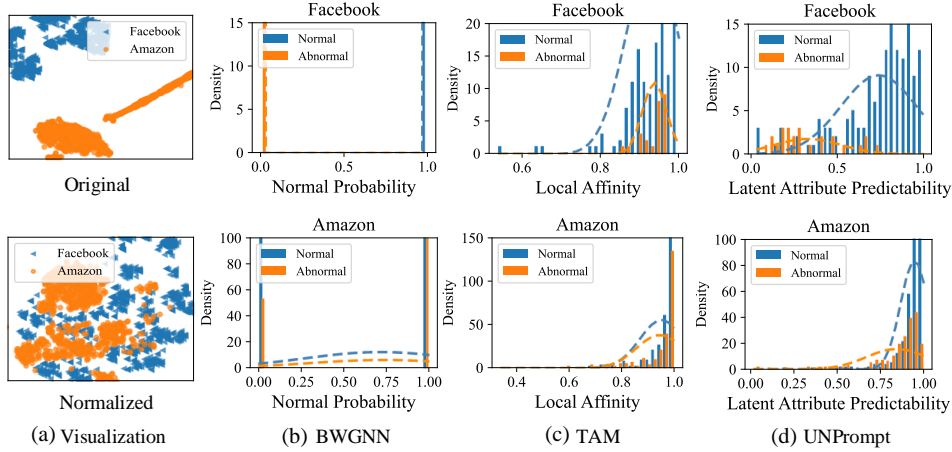 Facebook
Amazon
Original
Facebook
Normal
Abnormal
Density
15
10
5
0
0.0
0.5
1.0
Normal Probability
Facebook
Normal
Abnormal
Density
20
15
10
5
0
0.6
0.8
1.0
Local Affinity
Facebook
Normal
Abnormal
Density
15
10
5
0
0.0
0.5
1.0
Latent Attribute Predictability
Facebook
Amazon
Normalized
Amazon
Normal
Abnormal
Density
100
80
60
40
20
0
0.00
0.25
0.50
0.75
1.00
Normal Probability
Amazon
Normal
Abnormal
Density
150
100
50
0
0.4
0.6
0.8
1.0
Local Affinity
Amazon
Normal
Abnormal
Density
100
80
60
40
20
0
0.00
0.25
0.50
0.75
1.00
Latent Attribute Predictability
(a) Visualization
(b) BWGNN
(c) TAM
(d) UNPrompt